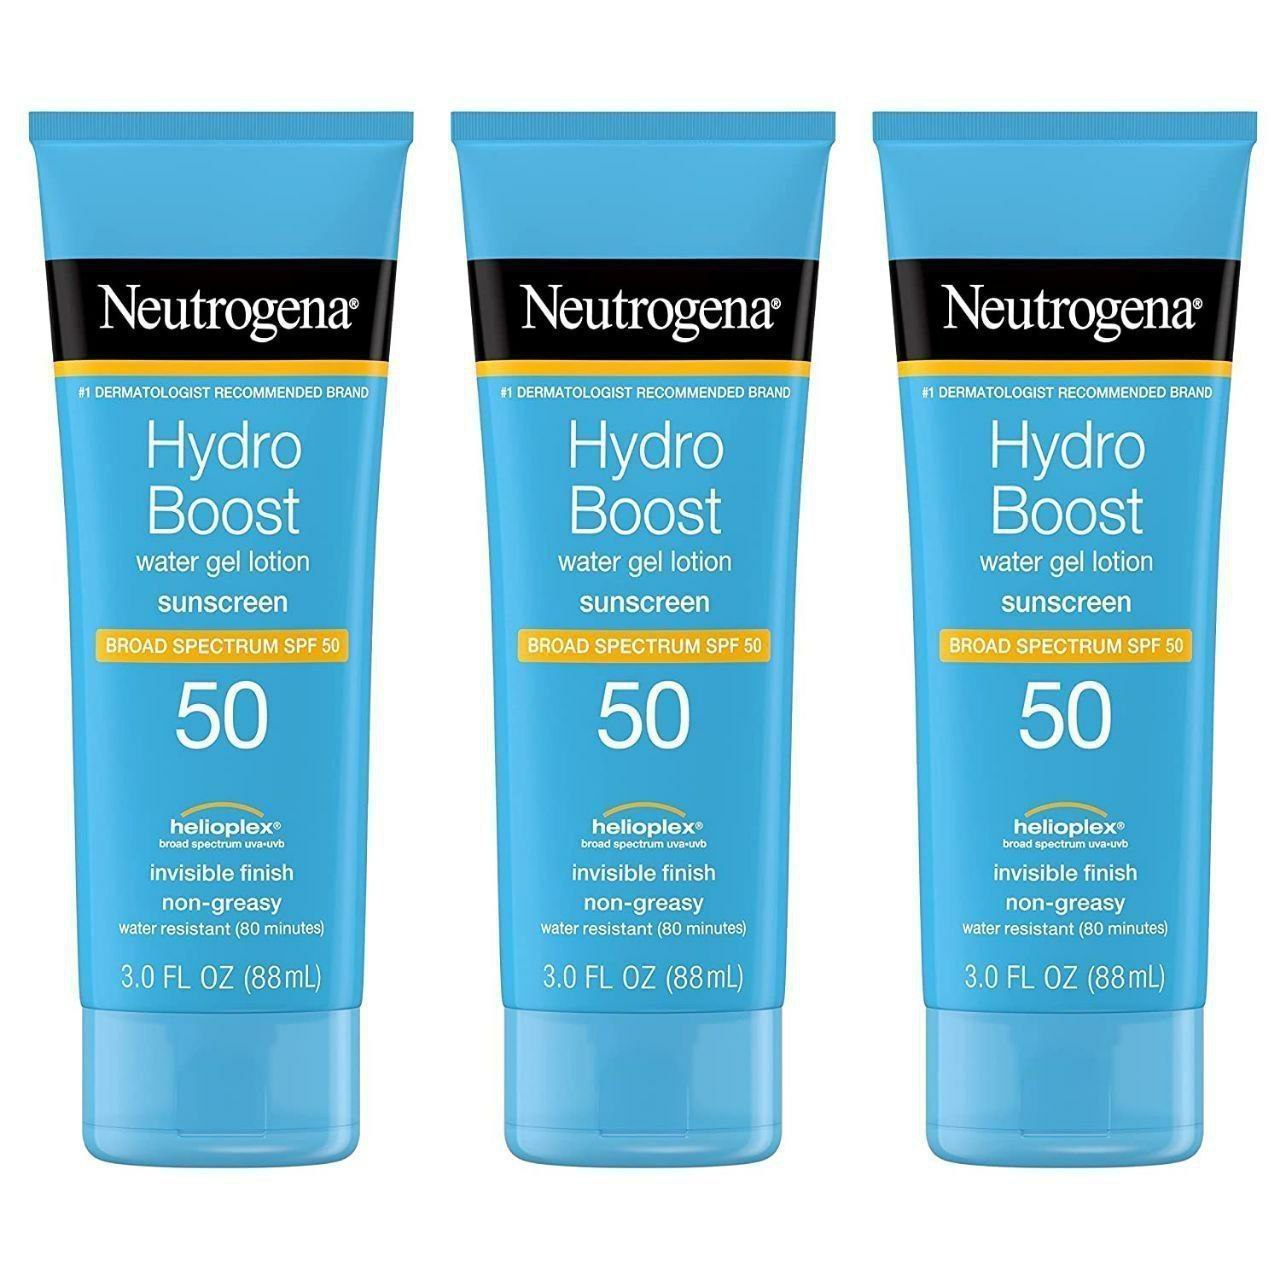 Neutrogena®
#1 DERMATOLOGIST RECOMMENDED BRAND
Hydro
Boost
water gel lotion
sunscreen
BROAD SPECTRUM SPF 50
50
helioplex®
broad spectrum uva•uvb
invisible finish
non-greasy
water resistant (80 minutes)
3.0 FL OZ (88mL)
Neutrogena®
#1 DERMATOLOGIST RECOMMENDED BRAND
Hydro
Boost
water gel lotion
sunscreen
BROAD SPECTRUM SPF 50
50
helioplex®
broad spectrum uva•uvb
invisible finish
non-greasy
water resistant (80 minutes)
3.0 FL OZ (88mL)
Neutrogena®
#1 DERMATOLOGIST RECOMMENDED BRAND
Hydro
Boost
water gel lotion
sunscreen
BROAD SPECTRUM SPF 50
50
helioplex®
broad spectrum uva•uvb
invisible finish
non-greasy
water resistant (80 minutes)
3.0 FL OZ (88mL)